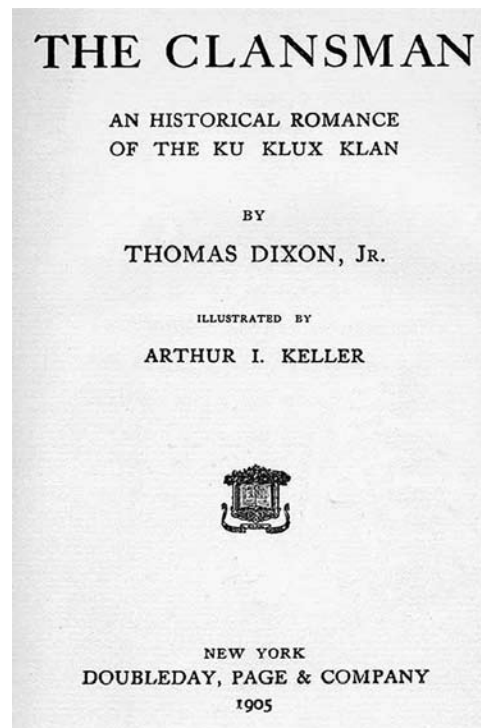 THE CLANSMAN
AN HISTORICAL ROMANCE
OF THE KU KLUX KLAN
BY
THOMAS DIXON, Jr.
ILLUSTRATED BY
ARTHUR I. KELLER
NEW YORK
DOUBLEDAY, PAGE & COMPANY
1905